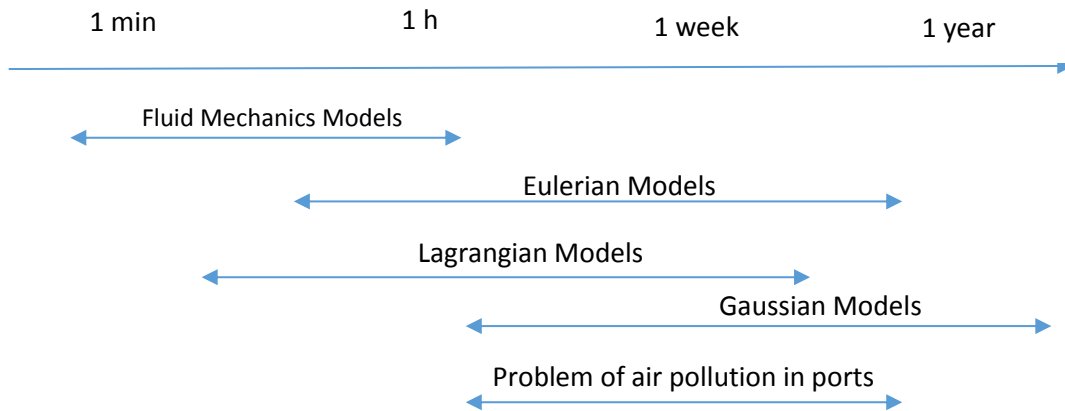 1 min 1 h 1 week 1 year
Fluid Mechanics Models
Eulerian Models
Lagrangian Models
Gaussian Models
Problem of air pollution in ports